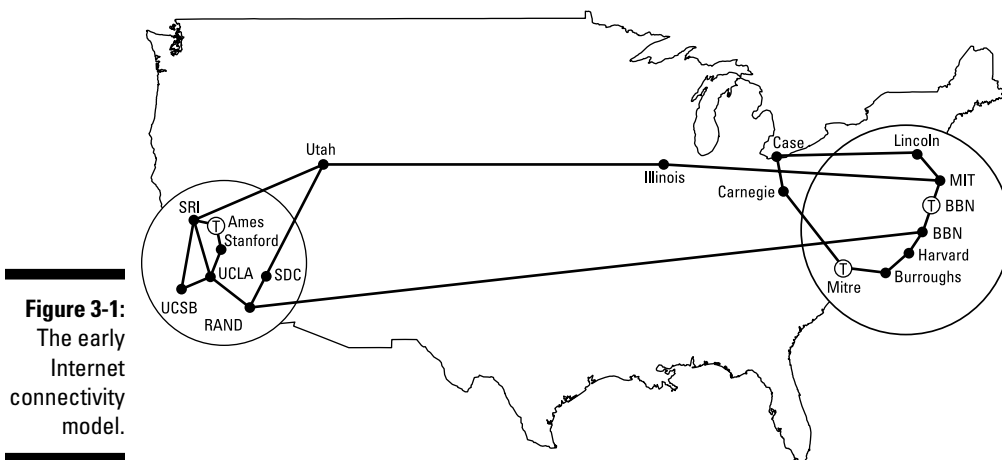 Utah
Illinois
Case
Lincoln
MIT
Carnegie
T
BBN
BBN
Harvard
Burroughs
T
Mitre
SRI
T
Ames
Stanford
UCLA
SDC
UCSB
RAND
Figure 3-1:
The early
Internet
connectivity
model.